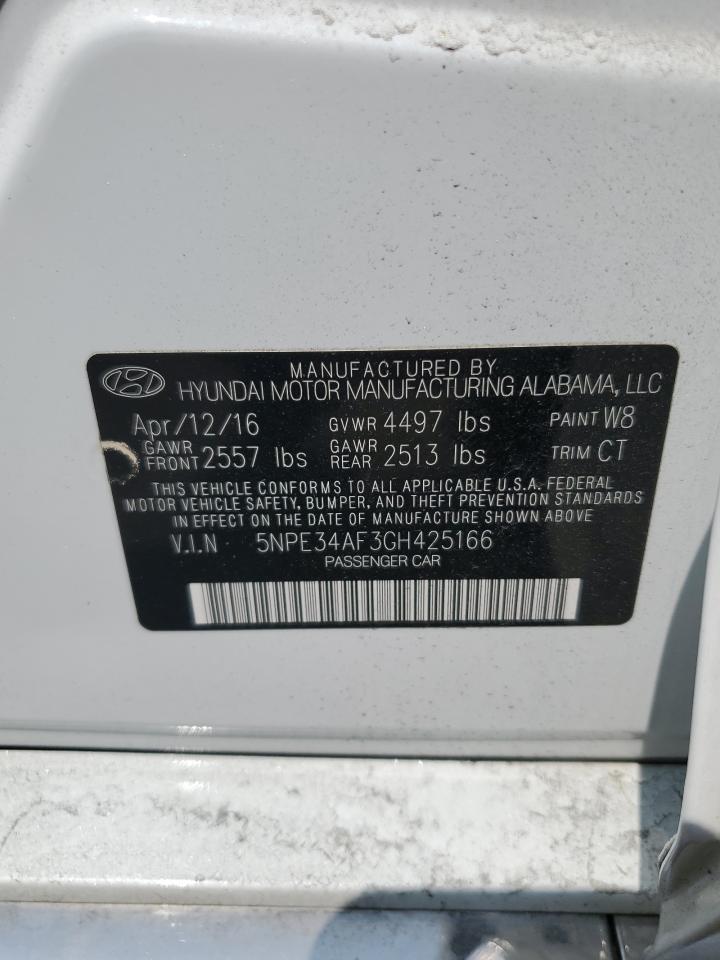 MANUFACTURED BY
HYUNDAI MOTOR MANUFACTURING ALABAMA, LLC
Apr/12/16 GVWR 4497 lbs PAINT W8
GAWR FRONT 2557 lbs GAWR REAR 2513 lbs TRIM CT
THIS VEHICLE CONFORMS TO ALL APPLICABLE U.S.A. FEDERAL
MOTOR VEHICLE SAFETY, BUMPER, AND THEFT PREVENTION STANDARDS
IN EFFECT ON THE DATE OF MANUFACTURE SHOWN ABOVE
V.I.N 5NPE34AF3GH425166
PASSENGER CAR